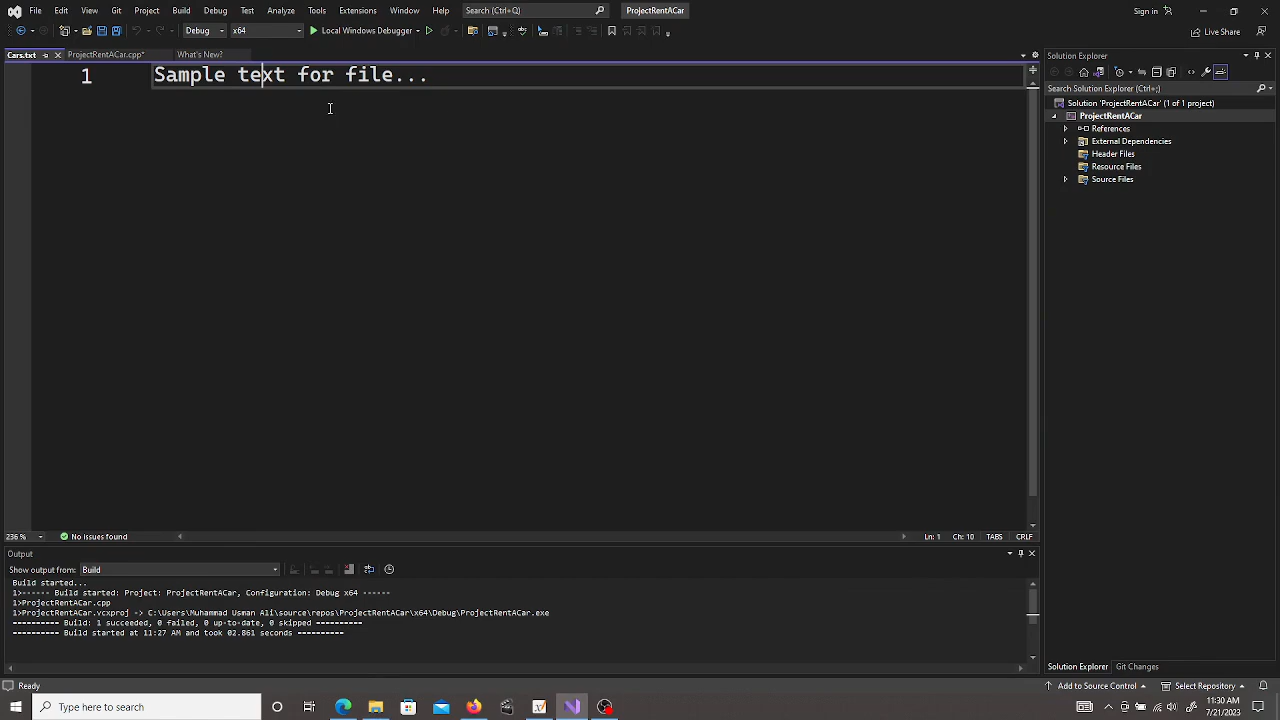 File Edit View Git Project Build Debug Test Analyze Tools Extensions Window Help Search (Ctrl+Q) ProjectRentACar Sign in
Debug x64 Local Windows Debugger Live Share
Cars.txt ProjectRentACar.cpp* What's New?
1 Sample text for file...
Solution Explorer
Search Solution Explorer (Ctrl+;)
Solution 'ProjectRentACar' (1 of 1 project)
ProjectRentACar
References
External Dependencies
Header Files
Resource Files
Source Files
236 % No issues found Ln: 1 Ch: 10 TABS CRLF
Output
Show output from: Build
Build started...
1>------ Build started: Project: ProjectRentACar, Configuration: Debug x64 ------
1>ProjectRentACar.cpp
1>ProjectRentACar.vcxproj -> C:\Users\Muhammad Usman Ali\source\repos\ProjectRentACar\x64\Debug\ProjectRentACar.exe
========== Build: 1 succeeded, 0 failed, 0 up-to-date, 0 skipped ==========
========== Build started at 11:27 AM and took 02.861 seconds ==========
Solution Explorer Git Changes
Ready Add to Source Control Select Repository
Type here to search
11:30 AM
7/21/2023